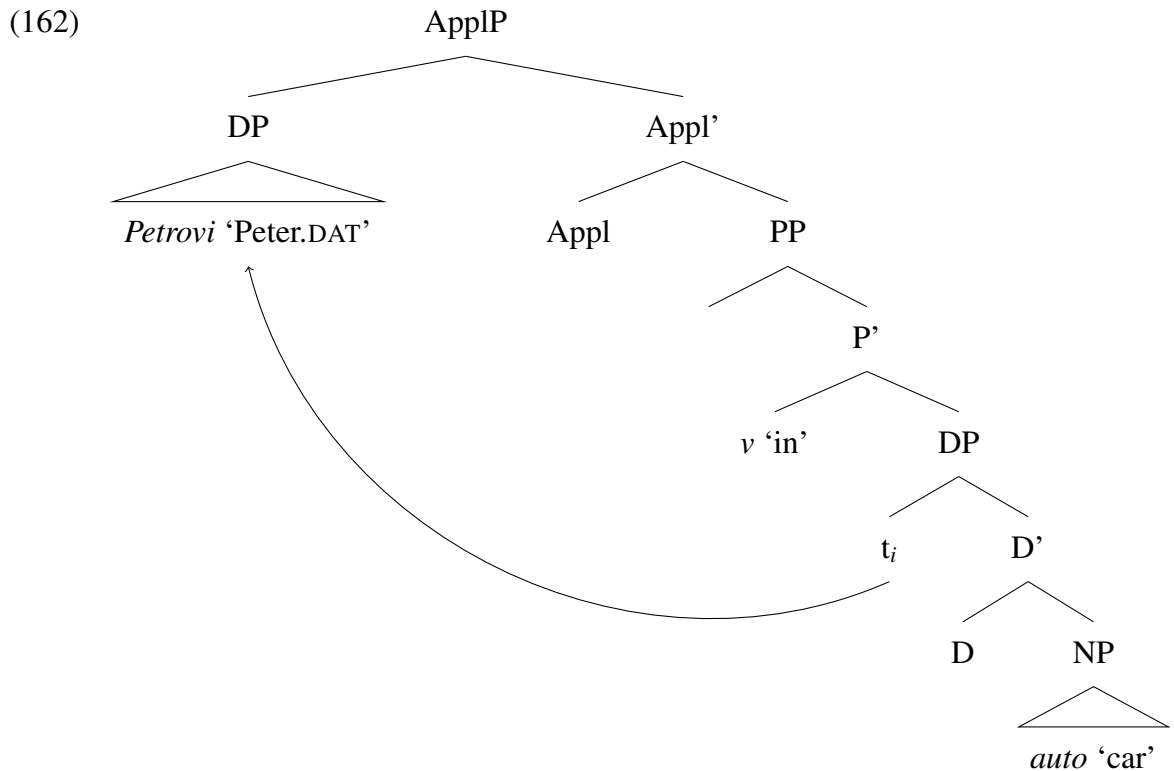 (162) ApplP
DP Appl’
Petrovi ‘Peter.DAT’ Appl PP
P’
v ‘in’ DP
tᵢ D’
D NP
auto ‘car’